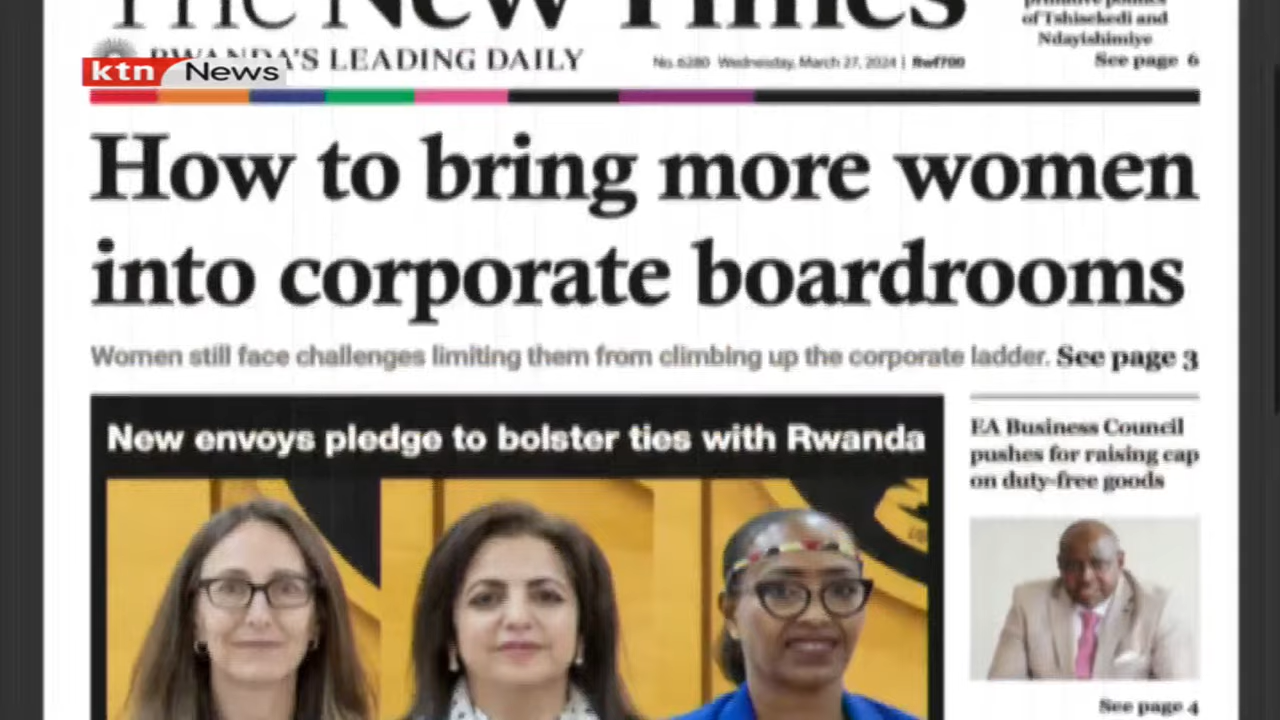 The New Times
RWANDA'S LEADING DAILY
No. 6280 Wednesday, March 27, 2024 | Rwf700
primitive politics
of Tshisekedi and
Ndayishimiye
See page 6
ktn News
How to bring more women
into corporate boardrooms
Women still face challenges limiting them from climbing up the corporate ladder. See page 3
New envoys pledge to bolster ties with Rwanda
EA Business Council
pushes for raising cap
on duty-free goods
See page 4